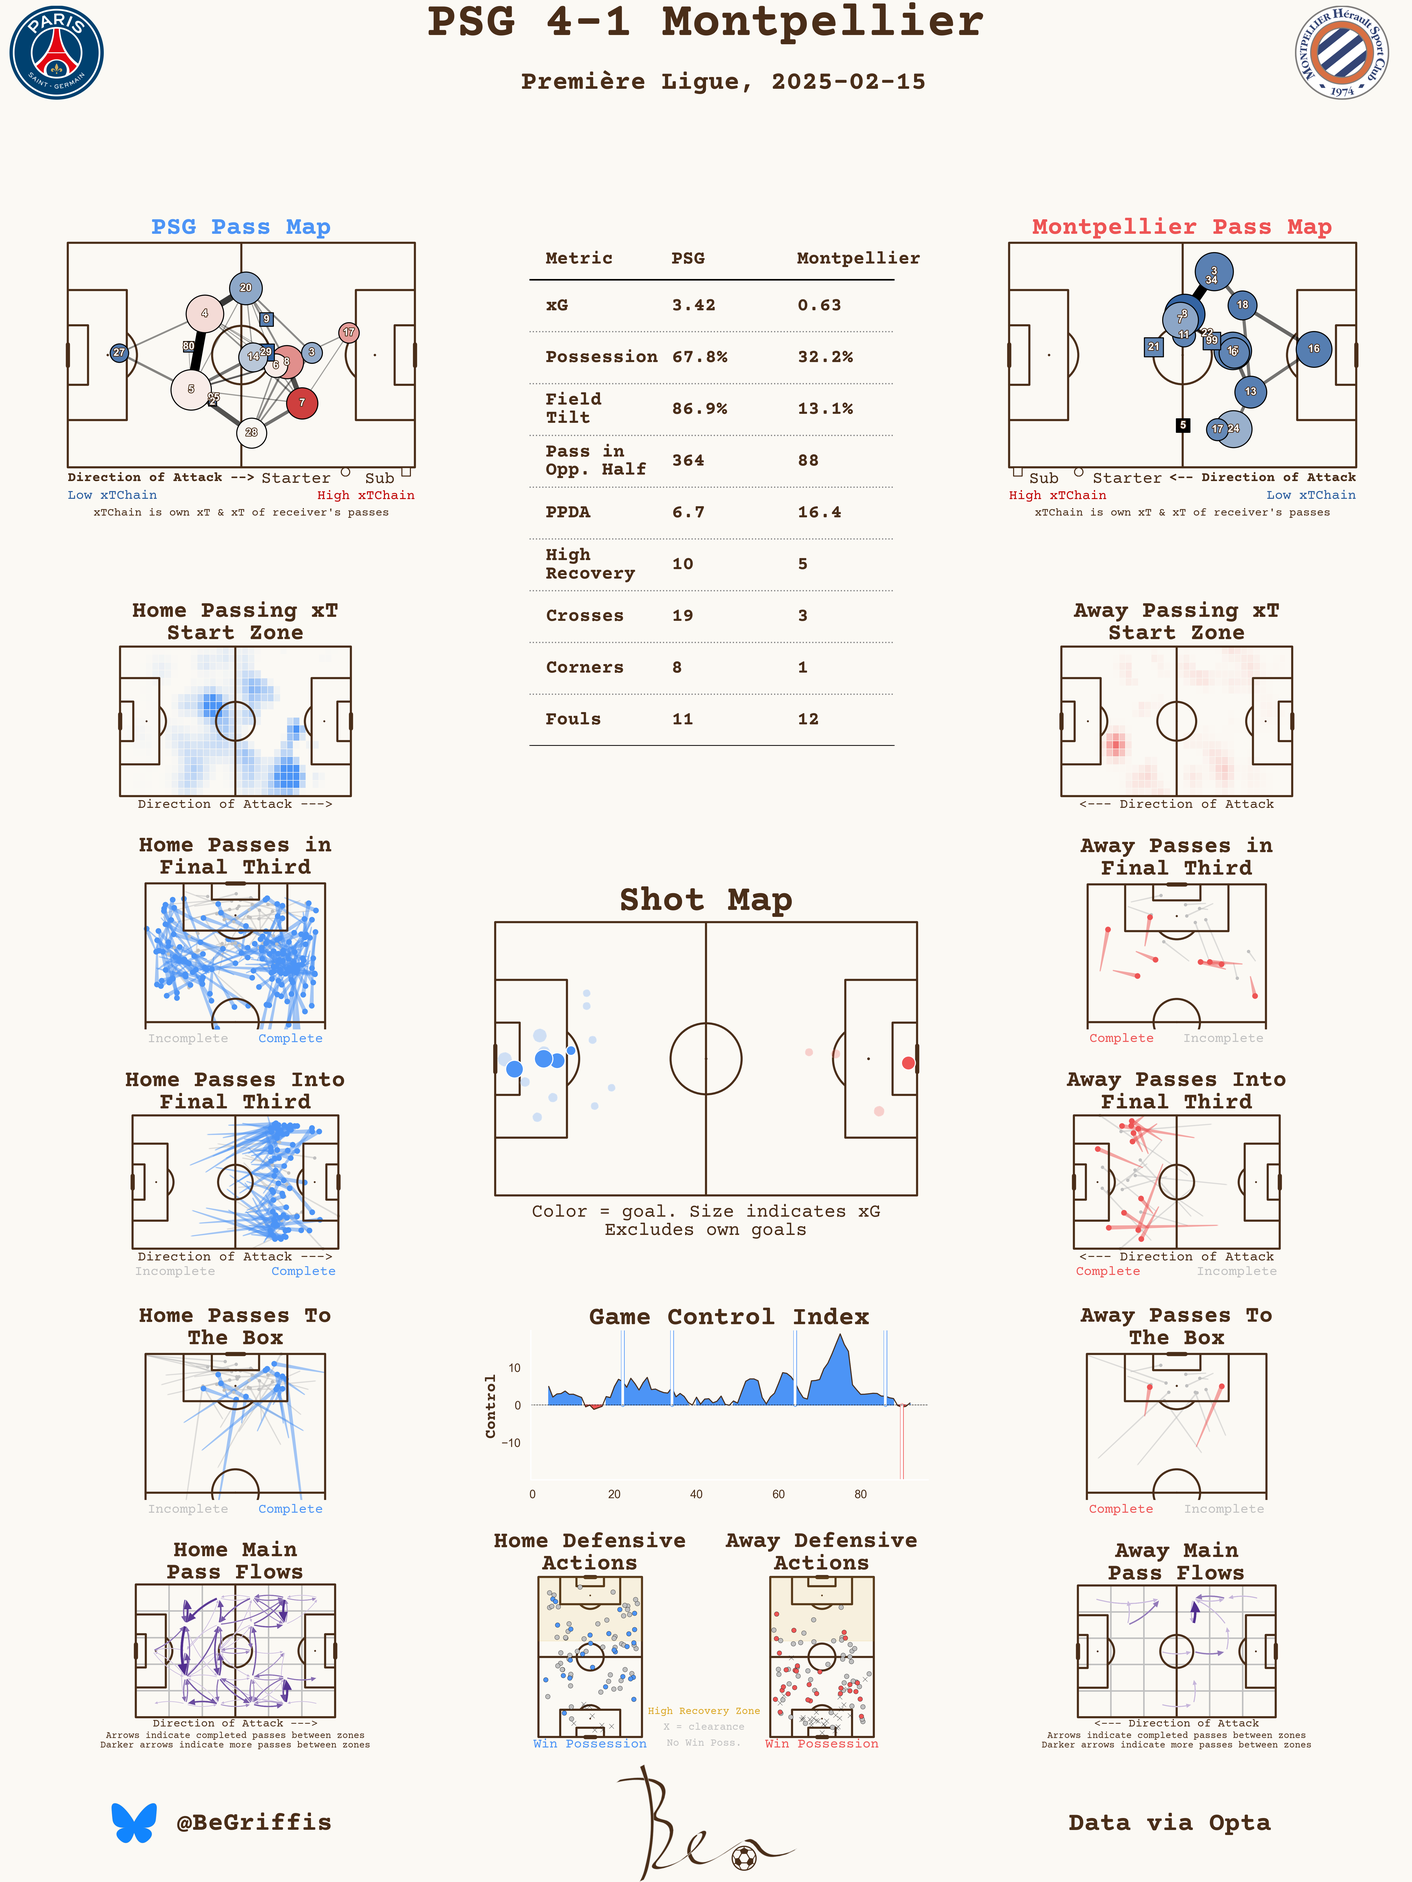 PSG 4-1 Montpellier
Première Ligue, 2025-02-15
PARIS
SAINT-GERMAIN
MONTPELLIER Hérault Sport Club
1974
PSG Pass Map
20
4
9
17
27
80
14
29
8
3
6
5
7
28
Direction of Attack --> Starter Sub
Low xTChain High xTChain
xTChain is own xT & xT of receiver's passes
Metric PSG Montpellier
xG 3.42 0.63
Possession 67.8% 32.2%
Field
Tilt 86.9% 13.1%
Pass in
Opp. Half 364 88
PPDA 6.7 16.4
High
Recovery 10 5
Crosses 19 3
Corners 8 1
Fouls 11 12
Montpellier Pass Map
3
34
18
8
7
11
22
99
21
6
16
13
5
17
24
Sub Starter <-- Direction of Attack
High xTChain Low xTChain
xTChain is own xT & xT of receiver's passes
Home Passing xT
Start Zone
Direction of Attack --->
Away Passing xT
Start Zone
<--- Direction of Attack
Home Passes in
Final Third
Incomplete Complete
Away Passes in
Final Third
Complete Incomplete
Shot Map
Color = goal. Size indicates xG
Excludes own goals
Home Passes Into
Final Third
Direction of Attack --->
Incomplete Complete
Away Passes Into
Final Third
<--- Direction of Attack
Complete Incomplete
Home Passes To
The Box
Incomplete Complete
Game Control Index
Control
10
0
−10
0 20 40 60 80
Away Passes To
The Box
Complete Incomplete
Home Main
Pass Flows
Direction of Attack --->
Arrows indicate completed passes between zones
Darker arrows indicate more passes between zones
Home Defensive
Actions
Win Possession
High Recovery Zone
X = clearance
No Win Poss.
Away Defensive
Actions
Win Possession
Away Main
Pass Flows
<--- Direction of Attack
Arrows indicate completed passes between zones
Darker arrows indicate more passes between zones
@BeGriffis
Ben
Data via Opta